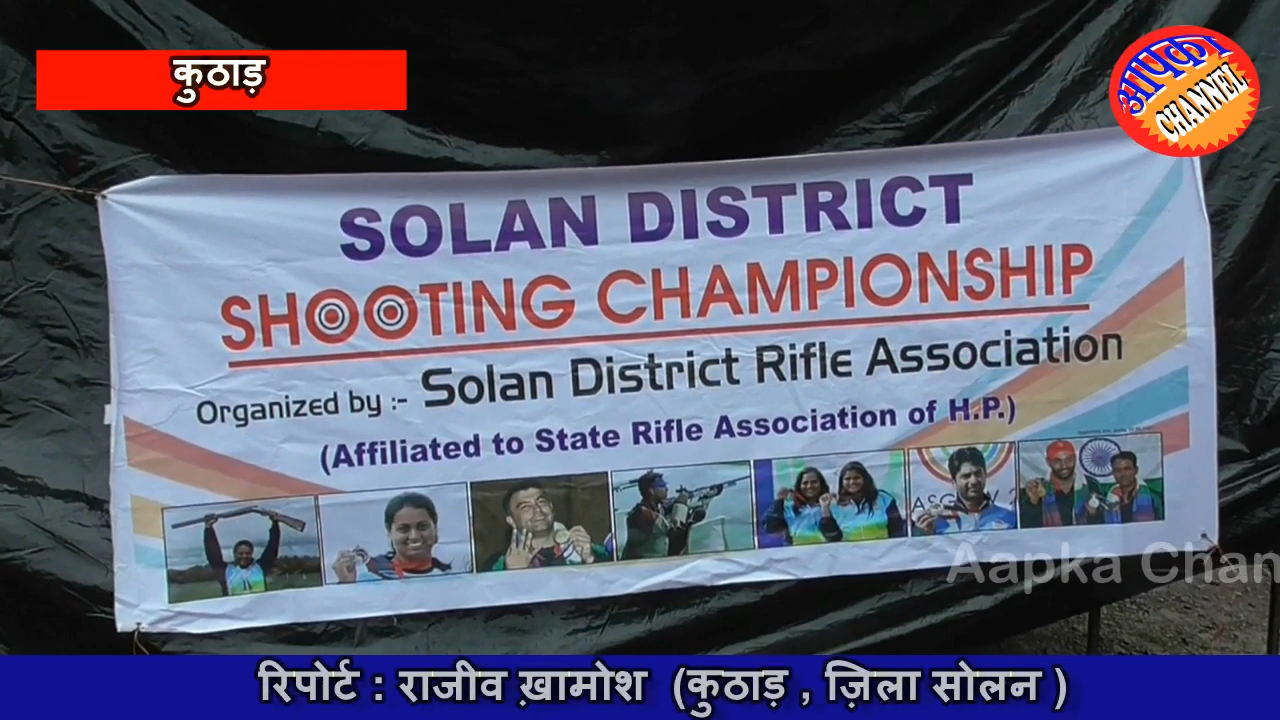 कुठाड़
आपका
CHANNEL
SOLAN DISTRICT
SHOOTING CHAMPIONSHIP
Organized by :- Solan District Rifle Association
(Affiliated to State Rifle Association of H.P.)
Aapka Chan
रिपोर्ट : राजीव ख़ामोश (कुठाड़ , ज़िला सोलन )